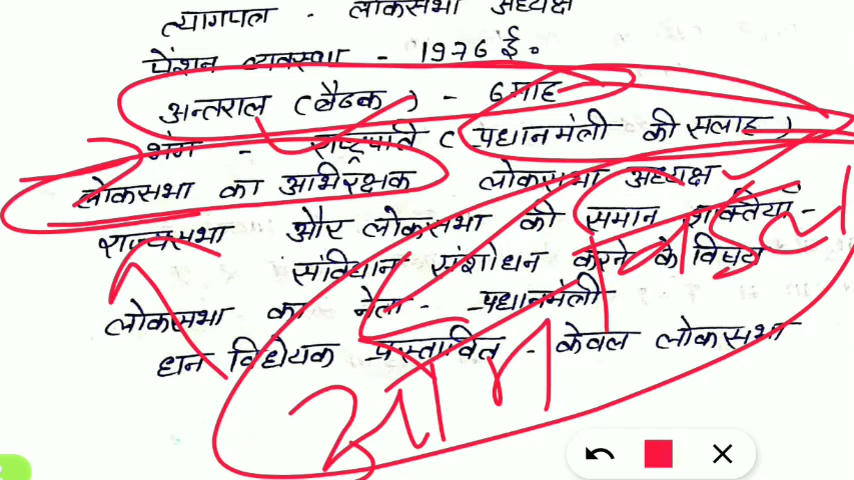 त्यागपत्र - लोकसभा अध्यक्ष
पेंशन व्यवस्था - 1976 ई०
अन्तराल (बैठक) - 6 माह
भंग - राष्ट्रपति (प्रधानमंत्री की सलाह)
लोकसभा का अभिरक्षक लोकसभा अध्यक्ष
राज्यसभा और लोकसभा की समान शक्तियाँ -
संविधान संशोधन करने के विषय
लोकसभा का नेता - प्रधानमंत्री
धन विधेयक प्रस्तावित - केवल लोकसभा